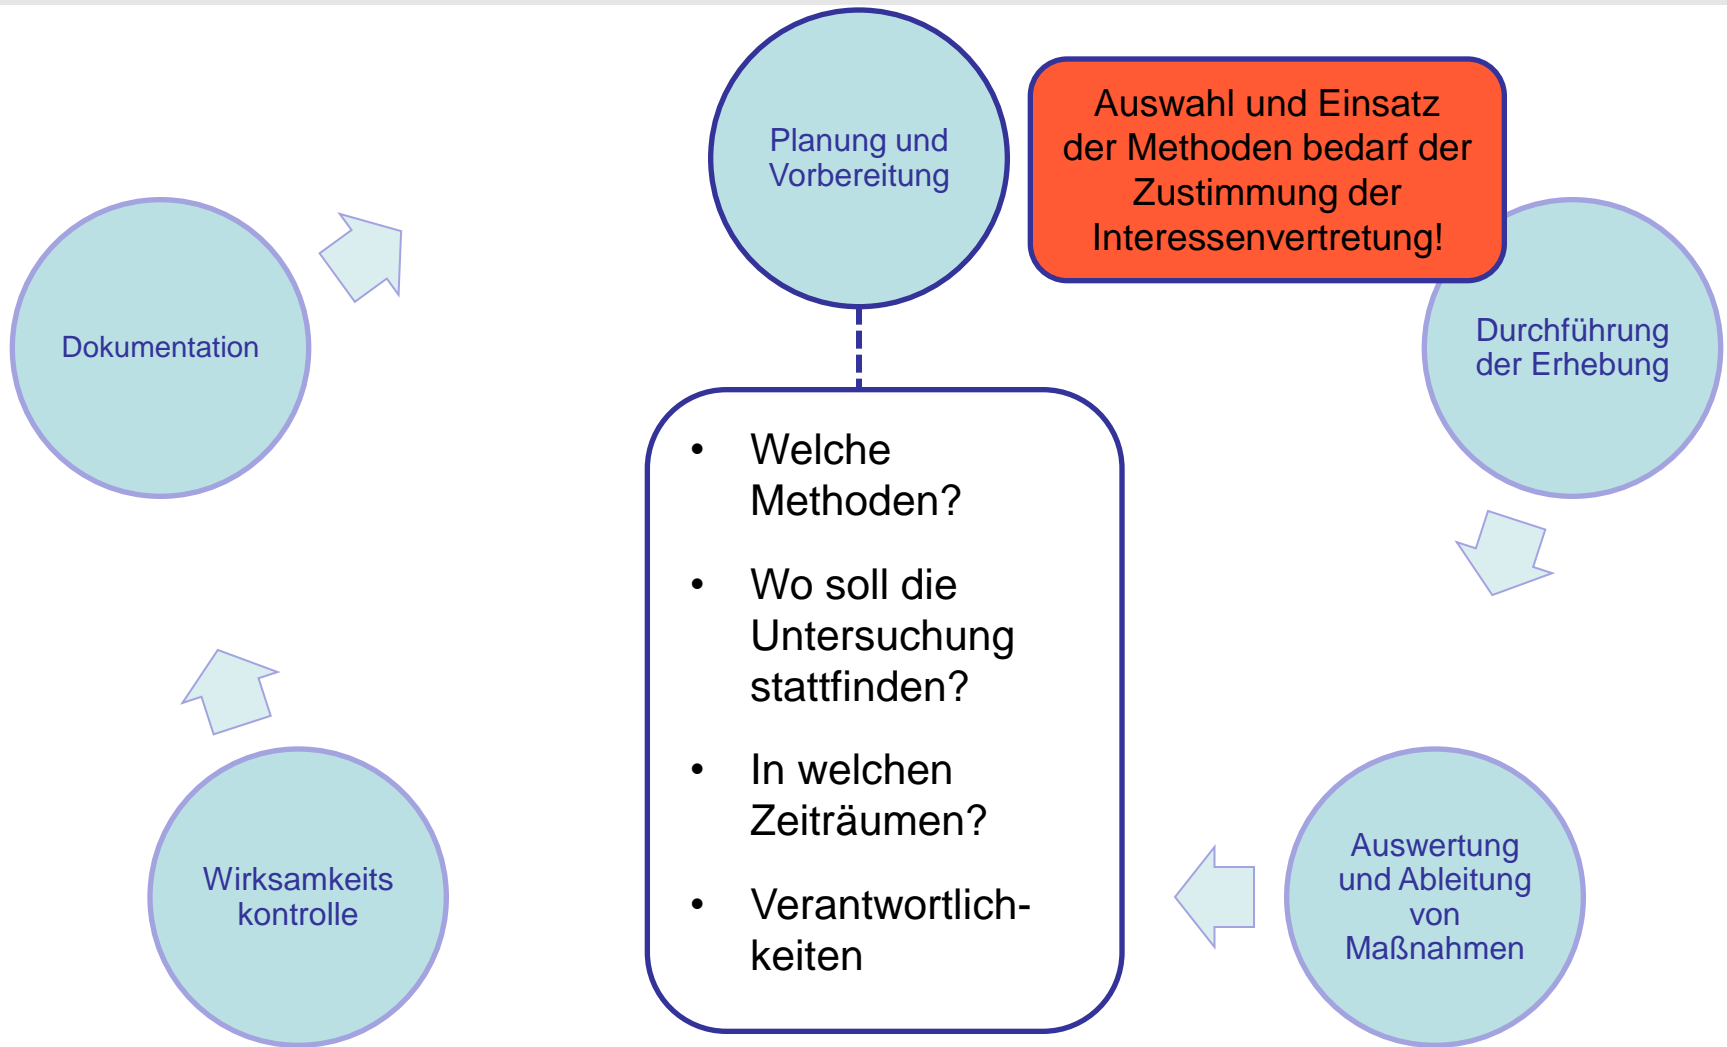 Planung und
Vorbereitung
Auswahl und Einsatz
der Methoden bedarf der
Zustimmung der
Interessenvertretung!
Durchführung
der Erhebung
Auswertung
und Ableitung
von
Maßnahmen
Wirksamkeits
kontrolle
Dokumentation
• Welche
Methoden?
• Wo soll die
Untersuchung
stattfinden?
• In welchen
Zeiträumen?
• Verantwortlich-
keiten